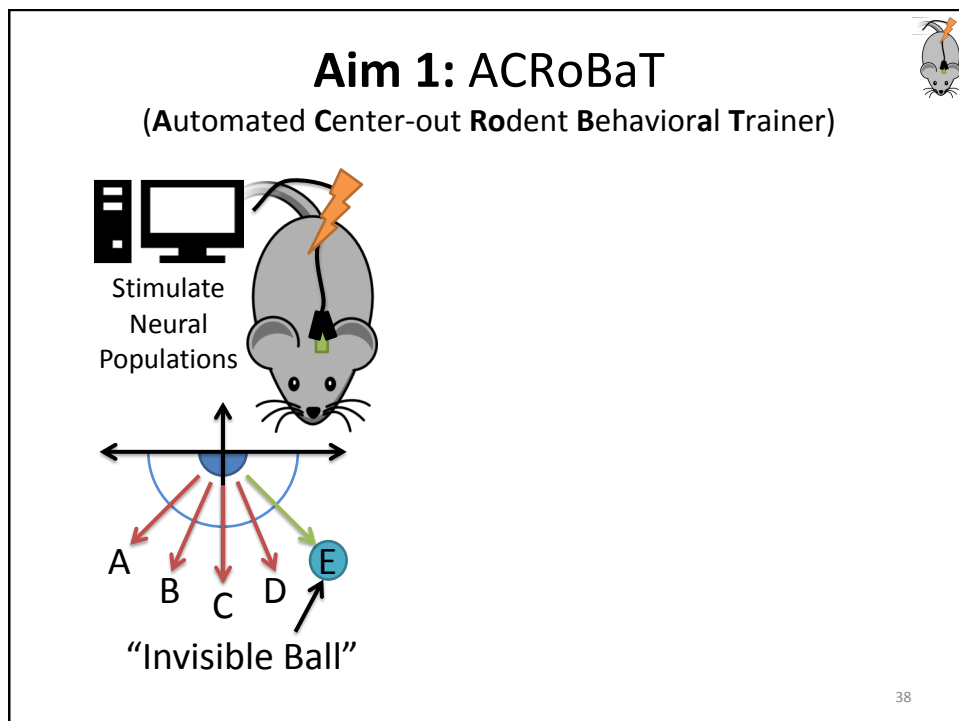 Aim 1: ACRoBaT
(Automated Center-out Rodent Behavioral Trainer)
Stimulate
Neural
Populations
A
B
C
D
E
“Invisible Ball”
38